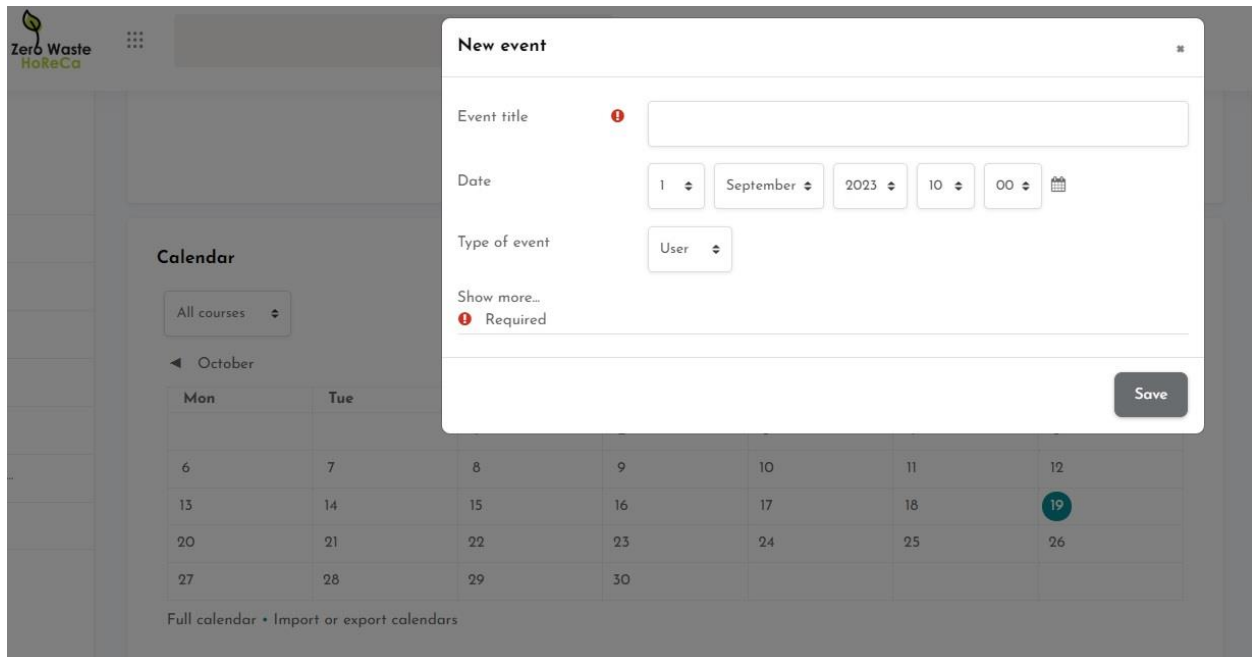 Zero Waste
HoReCa
New event
Event title
Date
1 September 2023 10 00
Type of event
User
Show more...
Required
Save
Calendar
All courses
◄ October
Mon Tue
6 7 8 9 10 11 12
13 14 15 16 17 18 19
20 21 22 23 24 25 26
27 28 29 30
Full calendar • Import or export calendars